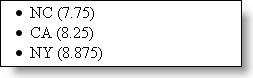 • NC (7.75)
• CA (8.25)
• NY (8.875)